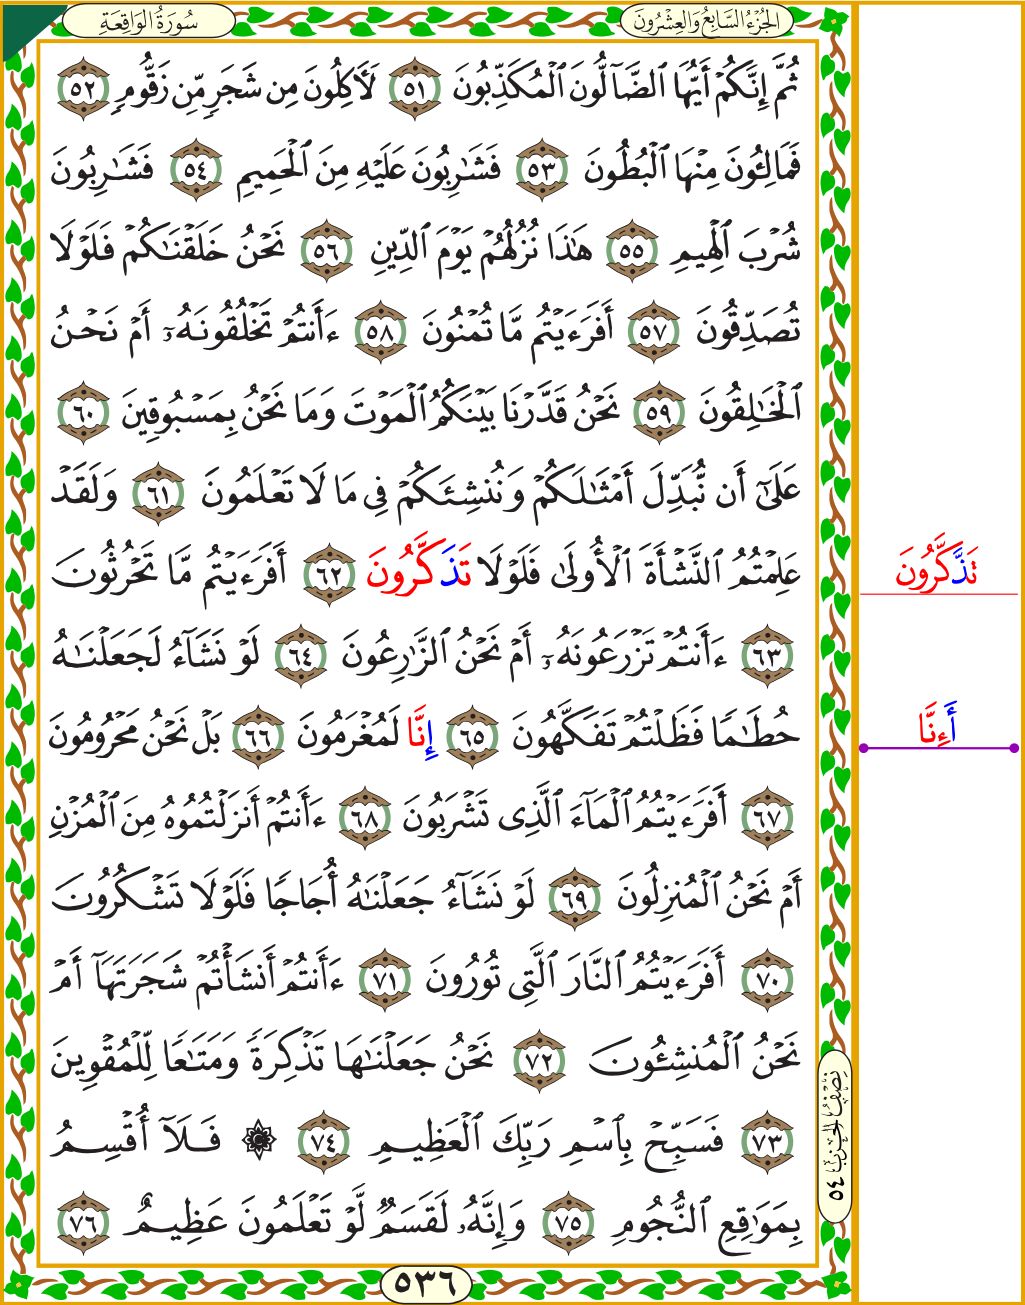 الجُزْءُ السَّابِعُ وَالعِشْرُونَ
سُورَةُ الوَاقِعَةِ
ثُمَّ إِنَّكُمْ أَيُّهَا ٱلضَّآلُّونَ ٱلْمُكَذِّبُونَ ٥١ لَأٓكِلُونَ مِن شَجَرٍ مِّن زَقُّومٍ ٥٢
فَمَالِـُٔونَ مِنْهَا ٱلْبُطُونَ ٥٣ فَشَٰرِبُونَ عَلَيْهِ مِنَ ٱلْحَمِيمِ ٥٤ فَشَٰرِبُونَ
شُرْبَ ٱلْهِيمِ ٥٥ هَٰذَا نُزُلُهُمْ يَوْمَ ٱلدِّينِ ٥٦ نَحْنُ خَلَقْنَٰكُمْ فَلَوْلَا
تُصَدِّقُونَ ٥٧ أَفَرَءَيْتُم مَّا تُمْنُونَ ٥٨ ءَأَنتُمْ تَخْلُقُونَهُۥٓ أَمْ نَحْنُ
ٱلْخَٰلِقُونَ ٥٩ نَحْنُ قَدَّرْنَا بَيْنَكُمُ ٱلْمَوْتَ وَمَا نَحْنُ بِمَسْبُوقِينَ ٦٠
عَلَىٰٓ أَن نُّبَدِّلَ أَمْثَٰلَكُمْ وَنُنشِئَكُمْ فِى مَا لَا تَعْلَمُونَ ٦١ وَلَقَدْ
عَلِمْتُمُ ٱلنَّشْأَةَ ٱلْأُولَىٰ فَلَوْلَا تَذَكَّرُونَ ٦٢ أَفَرَءَيْتُم مَّا تَحْرُثُونَ
تَذَّكَّرُونَ
٦٣ ءَأَنتُمْ تَزْرَعُونَهُۥٓ أَمْ نَحْنُ ٱلزَّٰرِعُونَ ٦٤ لَوْ نَشَآءُ لَجَعَلْنَٰهُ
حُطَٰمًا فَظَلْتُمْ تَفَكَّهُونَ ٦٥ إِنَّا لَمُغْرَمُونَ ٦٦ بَلْ نَحْنُ مَحْرُومُونَ
أَءِنَّا
٦٧ أَفَرَءَيْتُمُ ٱلْمَآءَ ٱلَّذِى تَشْرَبُونَ ٦٨ ءَأَنتُمْ أَنزَلْتُمُوهُ مِنَ ٱلْمُزْنِ
أَمْ نَحْنُ ٱلْمُنزِلُونَ ٦٩ لَوْ نَشَآءُ جَعَلْنَٰهُ أُجَاجًا فَلَوْلَا تَشْكُرُونَ
٧٠ أَفَرَءَيْتُمُ ٱلنَّارَ ٱلَّتِى تُورُونَ ٧١ ءَأَنتُمْ أَنشَأْتُمْ شَجَرَتَهَآ أَمْ
نَحْنُ ٱلْمُنشِـُٔونَ ٧٢ نَحْنُ جَعَلْنَٰهَا تَذْكِرَةً وَمَتَٰعًا لِّلْمُقْوِينَ
٧٣ فَسَبِّحْ بِٱسْمِ رَبِّكَ ٱلْعَظِيمِ ٧٤ ۞ فَلَآ أُقْسِمُ
نِصْفُ الحِزْبِ ٥٤
بِمَوَٰقِعِ ٱلنُّجُومِ ٧٥ وَإِنَّهُۥ لَقَسَمٌ لَّوْ تَعْلَمُونَ عَظِيمٌ ٧٦
٥٣٦